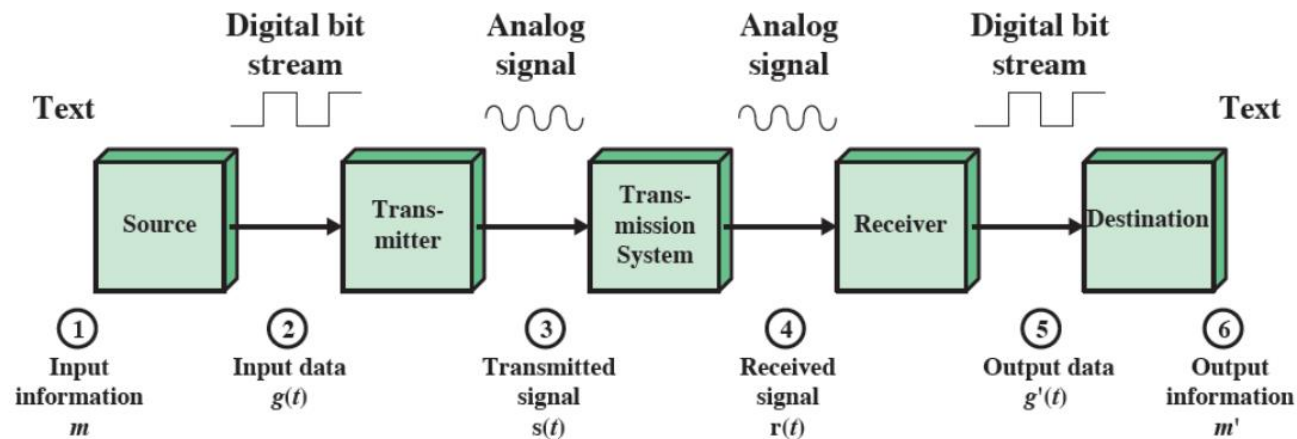 Digital bit
stream
Analog
signal
Analog
signal
Digital bit
stream
Text
Text
Source
Trans-
mitter
Trans-
mission
System
Receiver
Destination
1
Input
information
m
2
Input data
g(t)
3
Transmitted
signal
s(t)
4
Received
signal
r(t)
5
Output data
g'(t)
6
Output
information
m'